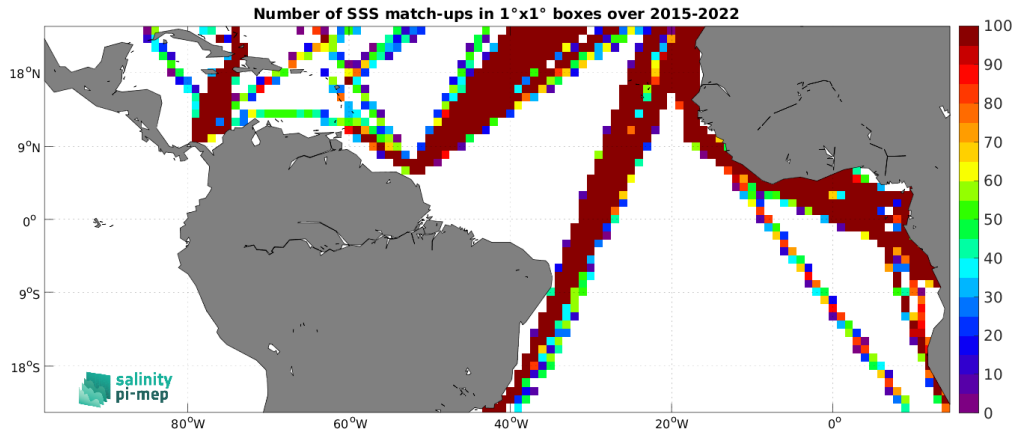 Number of SSS match-ups in 1°x1° boxes over 2015-2022
100
90
80
70
60
50
40
30
20
10
0
18°N
9°N
0°
9°S
18°S
salinity
pi-mep
80°W
60°W
40°W
20°W
0°